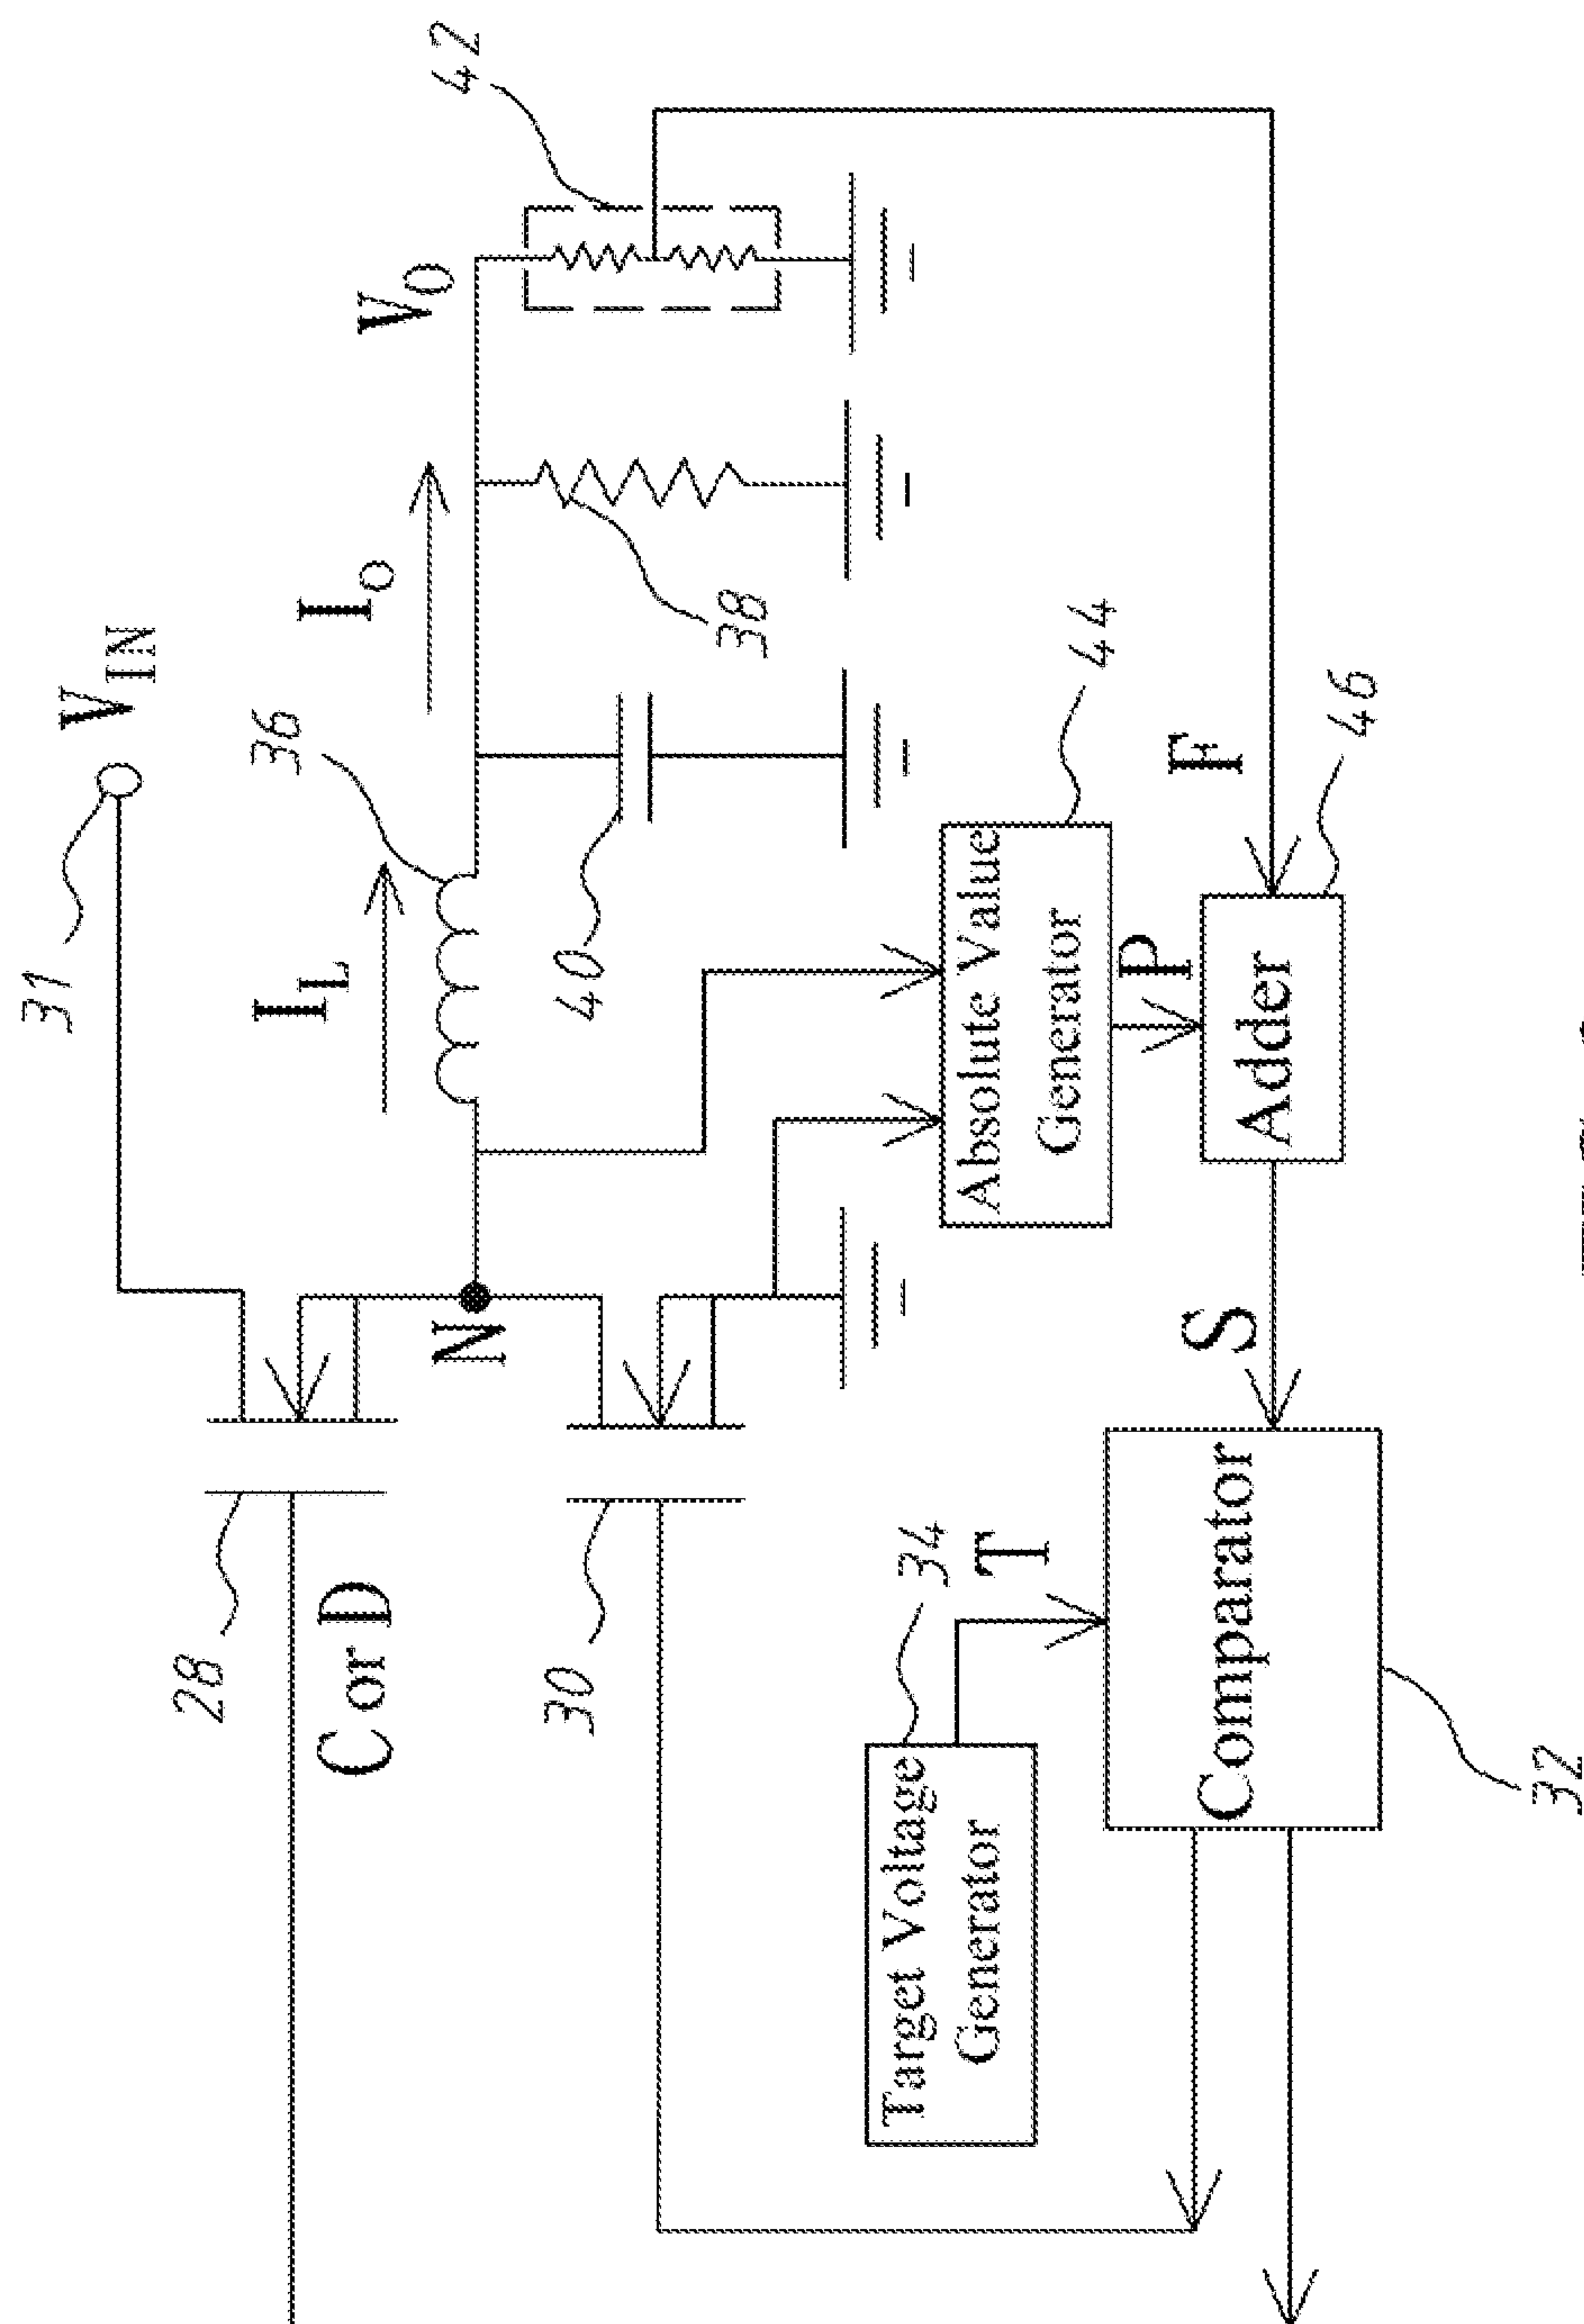 31
V_IN
36
I_L
I_o
V_O
42
28
C or D
N
40
38
30
34
Target Voltage
Generator
T
Absolute Value
Generator
44
P
F
Comparator
S
Adder
46
32